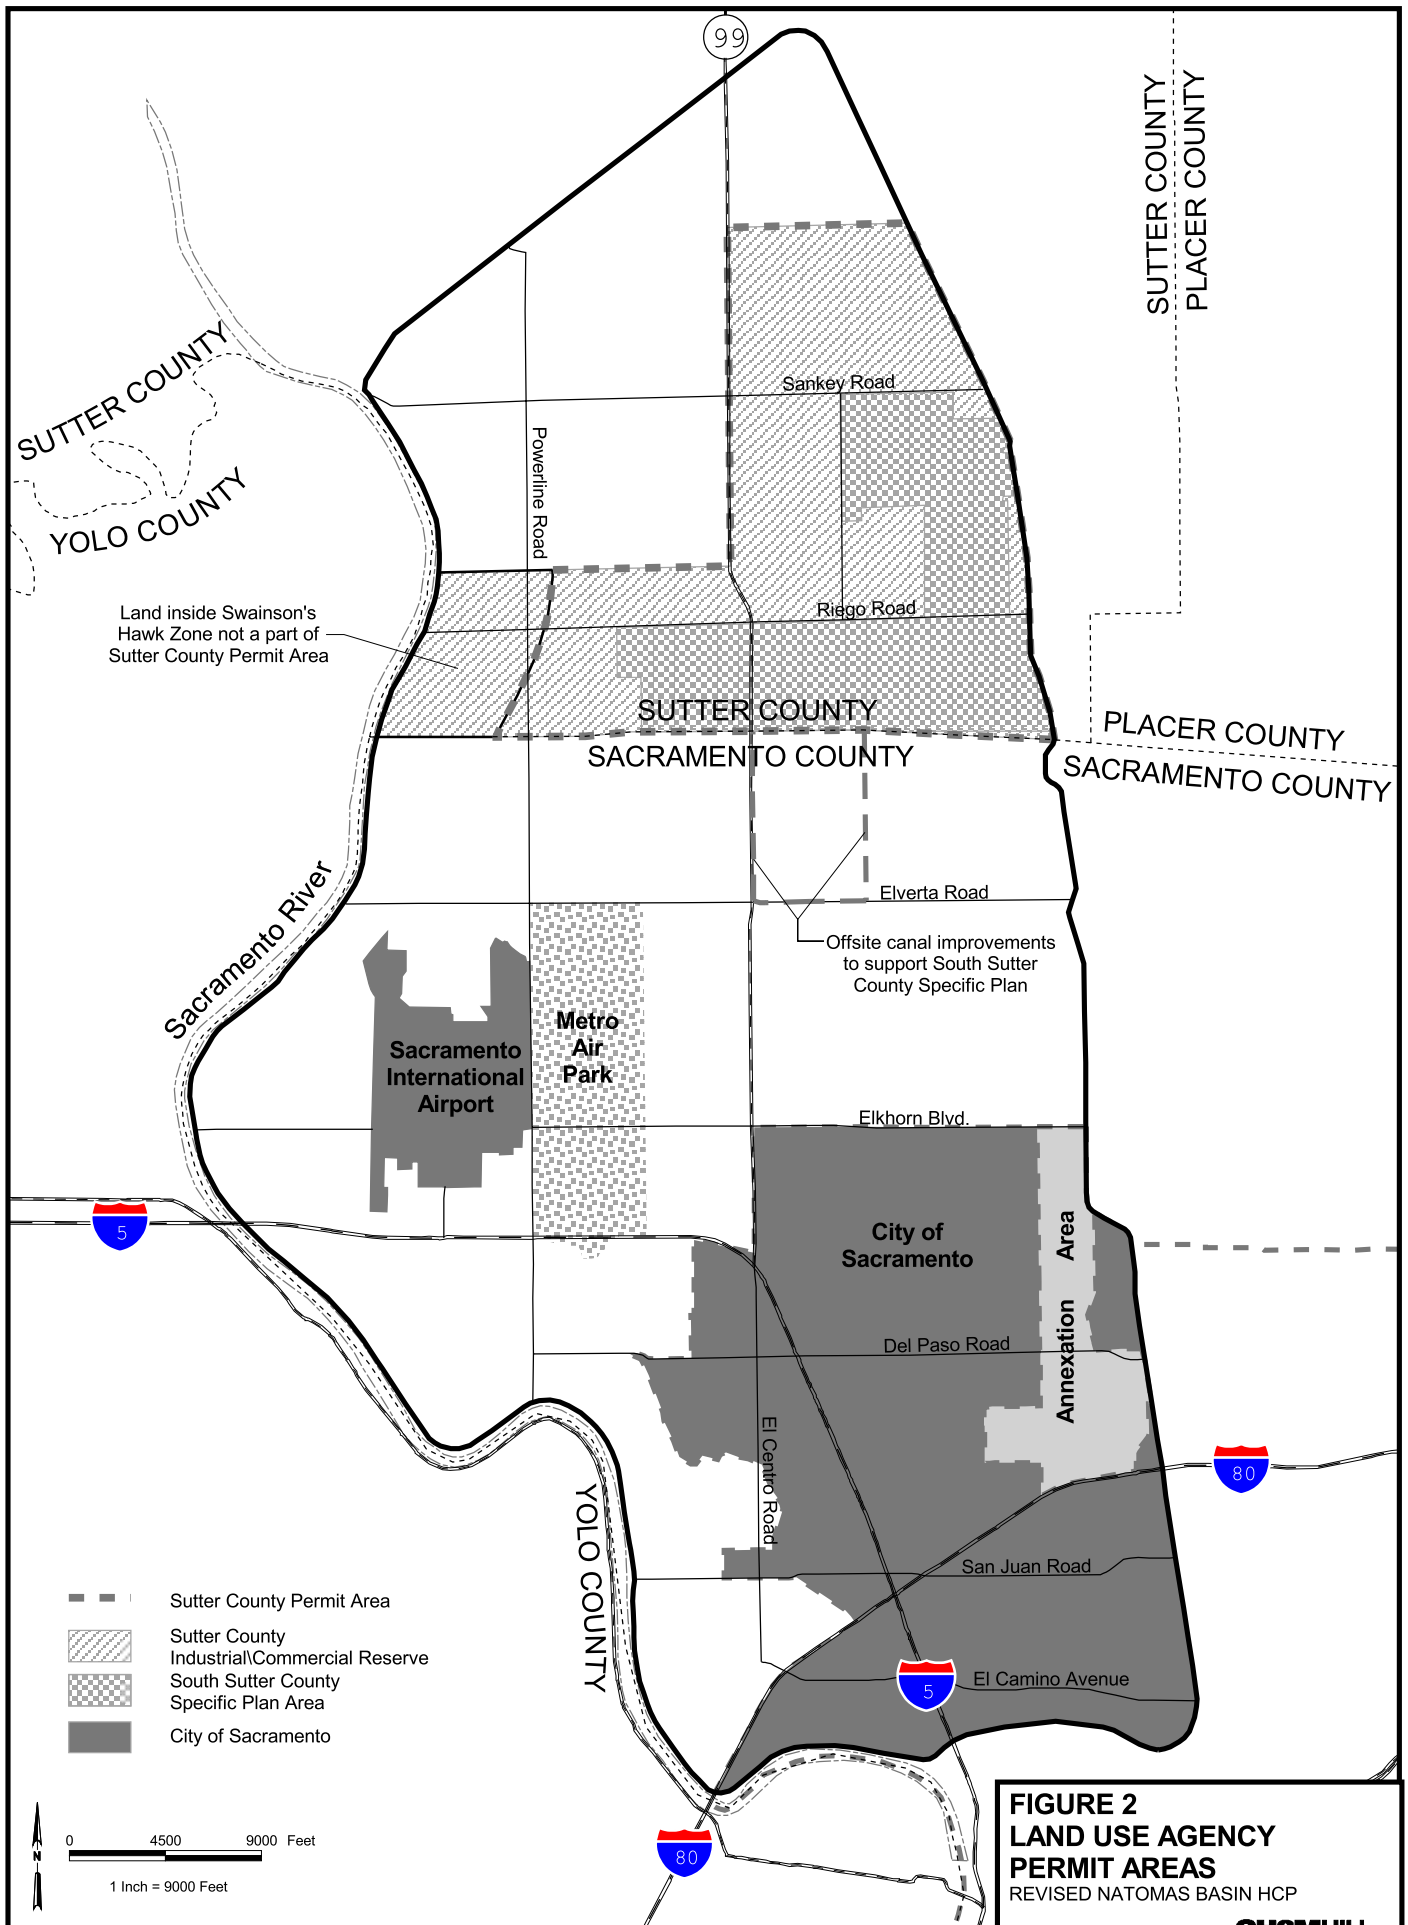 99
SUTTER COUNTY
PLACER COUNTY
SUTTER COUNTY
YOLO COUNTY
Sankey Road
Powerline Road
Land inside Swainson's
Hawk Zone not a part of
Sutter County Permit Area
Riego Road
SUTTER COUNTY
SACRAMENTO COUNTY
PLACER COUNTY
SACRAMENTO COUNTY
Sacramento River
Elverta Road
Offsite canal improvements
to support South Sutter
County Specific Plan
Metro
Air
Park
Sacramento
International
Airport
Elkhorn Blvd.
5
City of
Sacramento
Annexation Area
Del Paso Road
El Centro Road
80
YOLO COUNTY
San Juan Road
El Camino Avenue
5
80
Sutter County Permit Area
Sutter County
Industrial\Commercial Reserve
South Sutter County
Specific Plan Area
City of Sacramento
N
0 4500 9000 Feet
1 Inch = 9000 Feet
FIGURE 2
LAND USE AGENCY
PERMIT AREAS
REVISED NATOMAS BASIN HCP